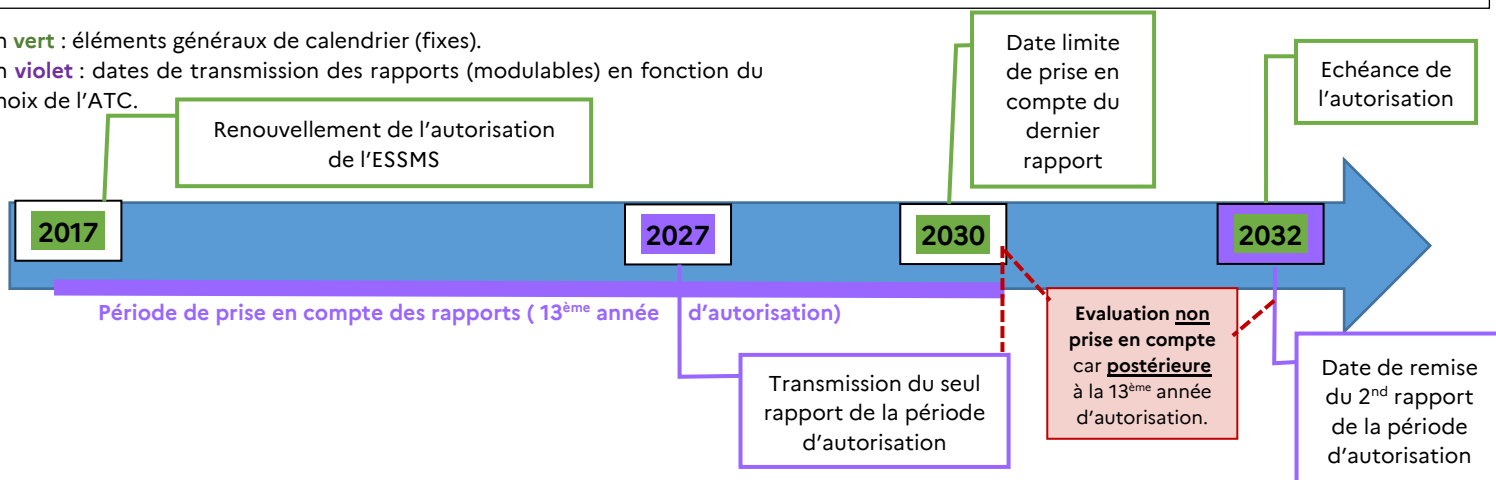 n vert : éléments généraux de calendrier (fixes).
n violet : dates de transmission des rapports (modulables) en fonction du
hoix de l'ATC.
Renouvellement de l'autorisation
de l'ESSMS
Date limite
de prise en
compte du
dernier
rapport
Echéance de
l'autorisation
2017
2027
2030
2032
Période de prise en compte des rapports ( 13ème année d'autorisation)
Evaluation non
prise en compte
car postérieure
à la 13ème année
d'autorisation.
Transmission du seul
rapport de la période
d'autorisation
Date de remise
du 2nd rapport
de la période
d'autorisation